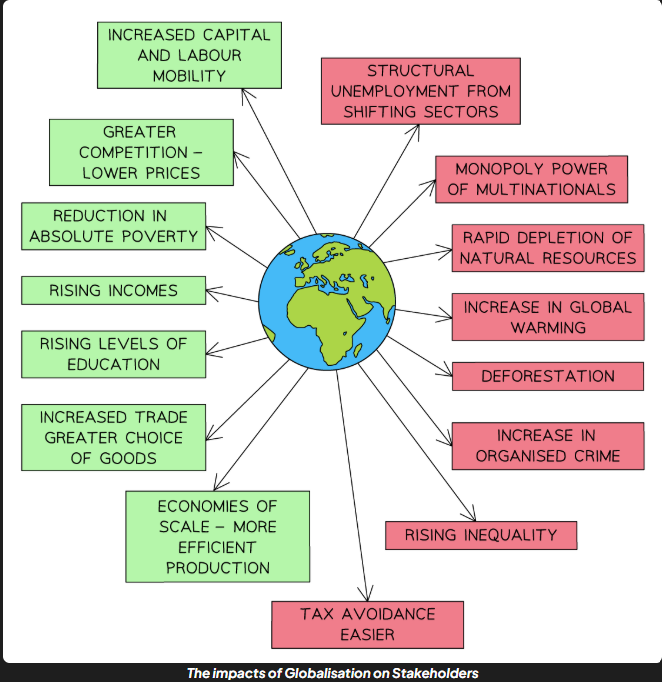 INCREASED CAPITAL
AND LABOUR
MOBILITY
GREATER
COMPETITION –
LOWER PRICES
REDUCTION IN
ABSOLUTE POVERTY
RISING INCOMES
RISING LEVELS OF
EDUCATION
INCREASED TRADE
GREATER CHOICE
OF GOODS
ECONOMIES OF
SCALE – MORE
EFFICIENT
PRODUCTION
STRUCTURAL
UNEMPLOYMENT FROM
SHIFTING SECTORS
MONOPOLY POWER
OF MULTINATIONALS
RAPID DEPLETION OF
NATURAL RESOURCES
INCREASE IN GLOBAL
WARMING
DEFORESTATION
INCREASE IN
ORGANISED CRIME
RISING INEQUALITY
TAX AVOIDANCE
EASIER
The impacts of Globalisation on Stakeholders